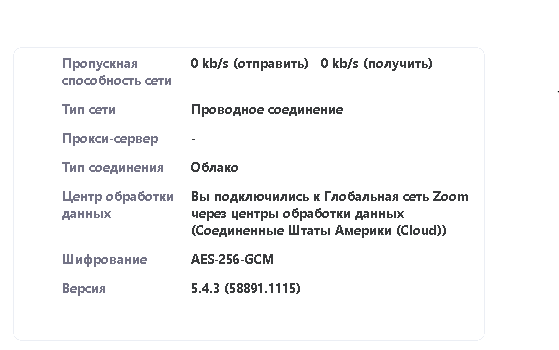 Пропускная способность сети 0 kb/s (отправить) 0 kb/s (получить)
Тип сети Проводное соединение
Прокси-сервер -
Тип соединения Облако
Центр обработки данных Вы подключились к Глобальная сеть Zoom
через центры обработки данных
(Соединенные Штаты Америки (Cloud))
Шифрование AES-256-GCM
Версия 5.4.3 (58891.1115)